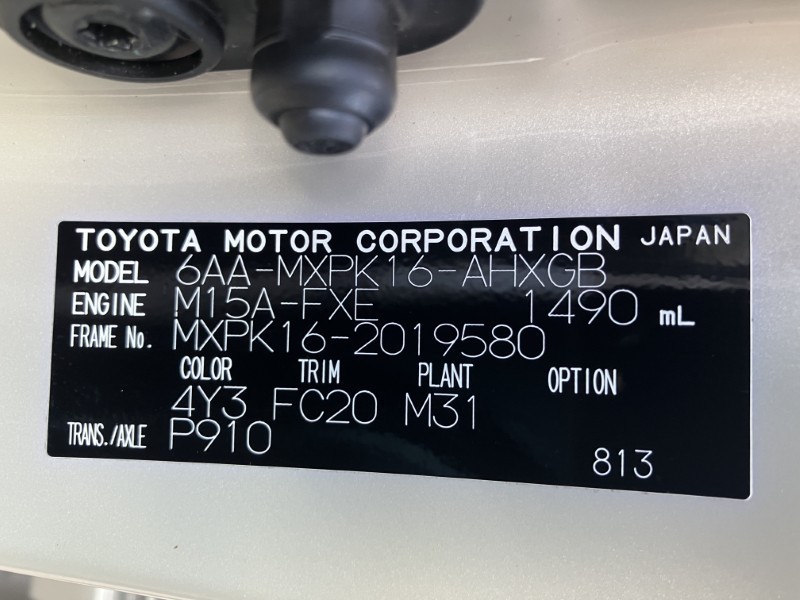 TOYOTA MOTOR CORPORATION JAPAN
MODEL 6AA-MXPK16-AHXGB
ENGINE M15A-FXE 1490 mL
FRAME No. MXPK16-2019580
COLOR TRIM PLANT OPTION
4Y3 FC20 M31
TRANS./AXLE P910
813